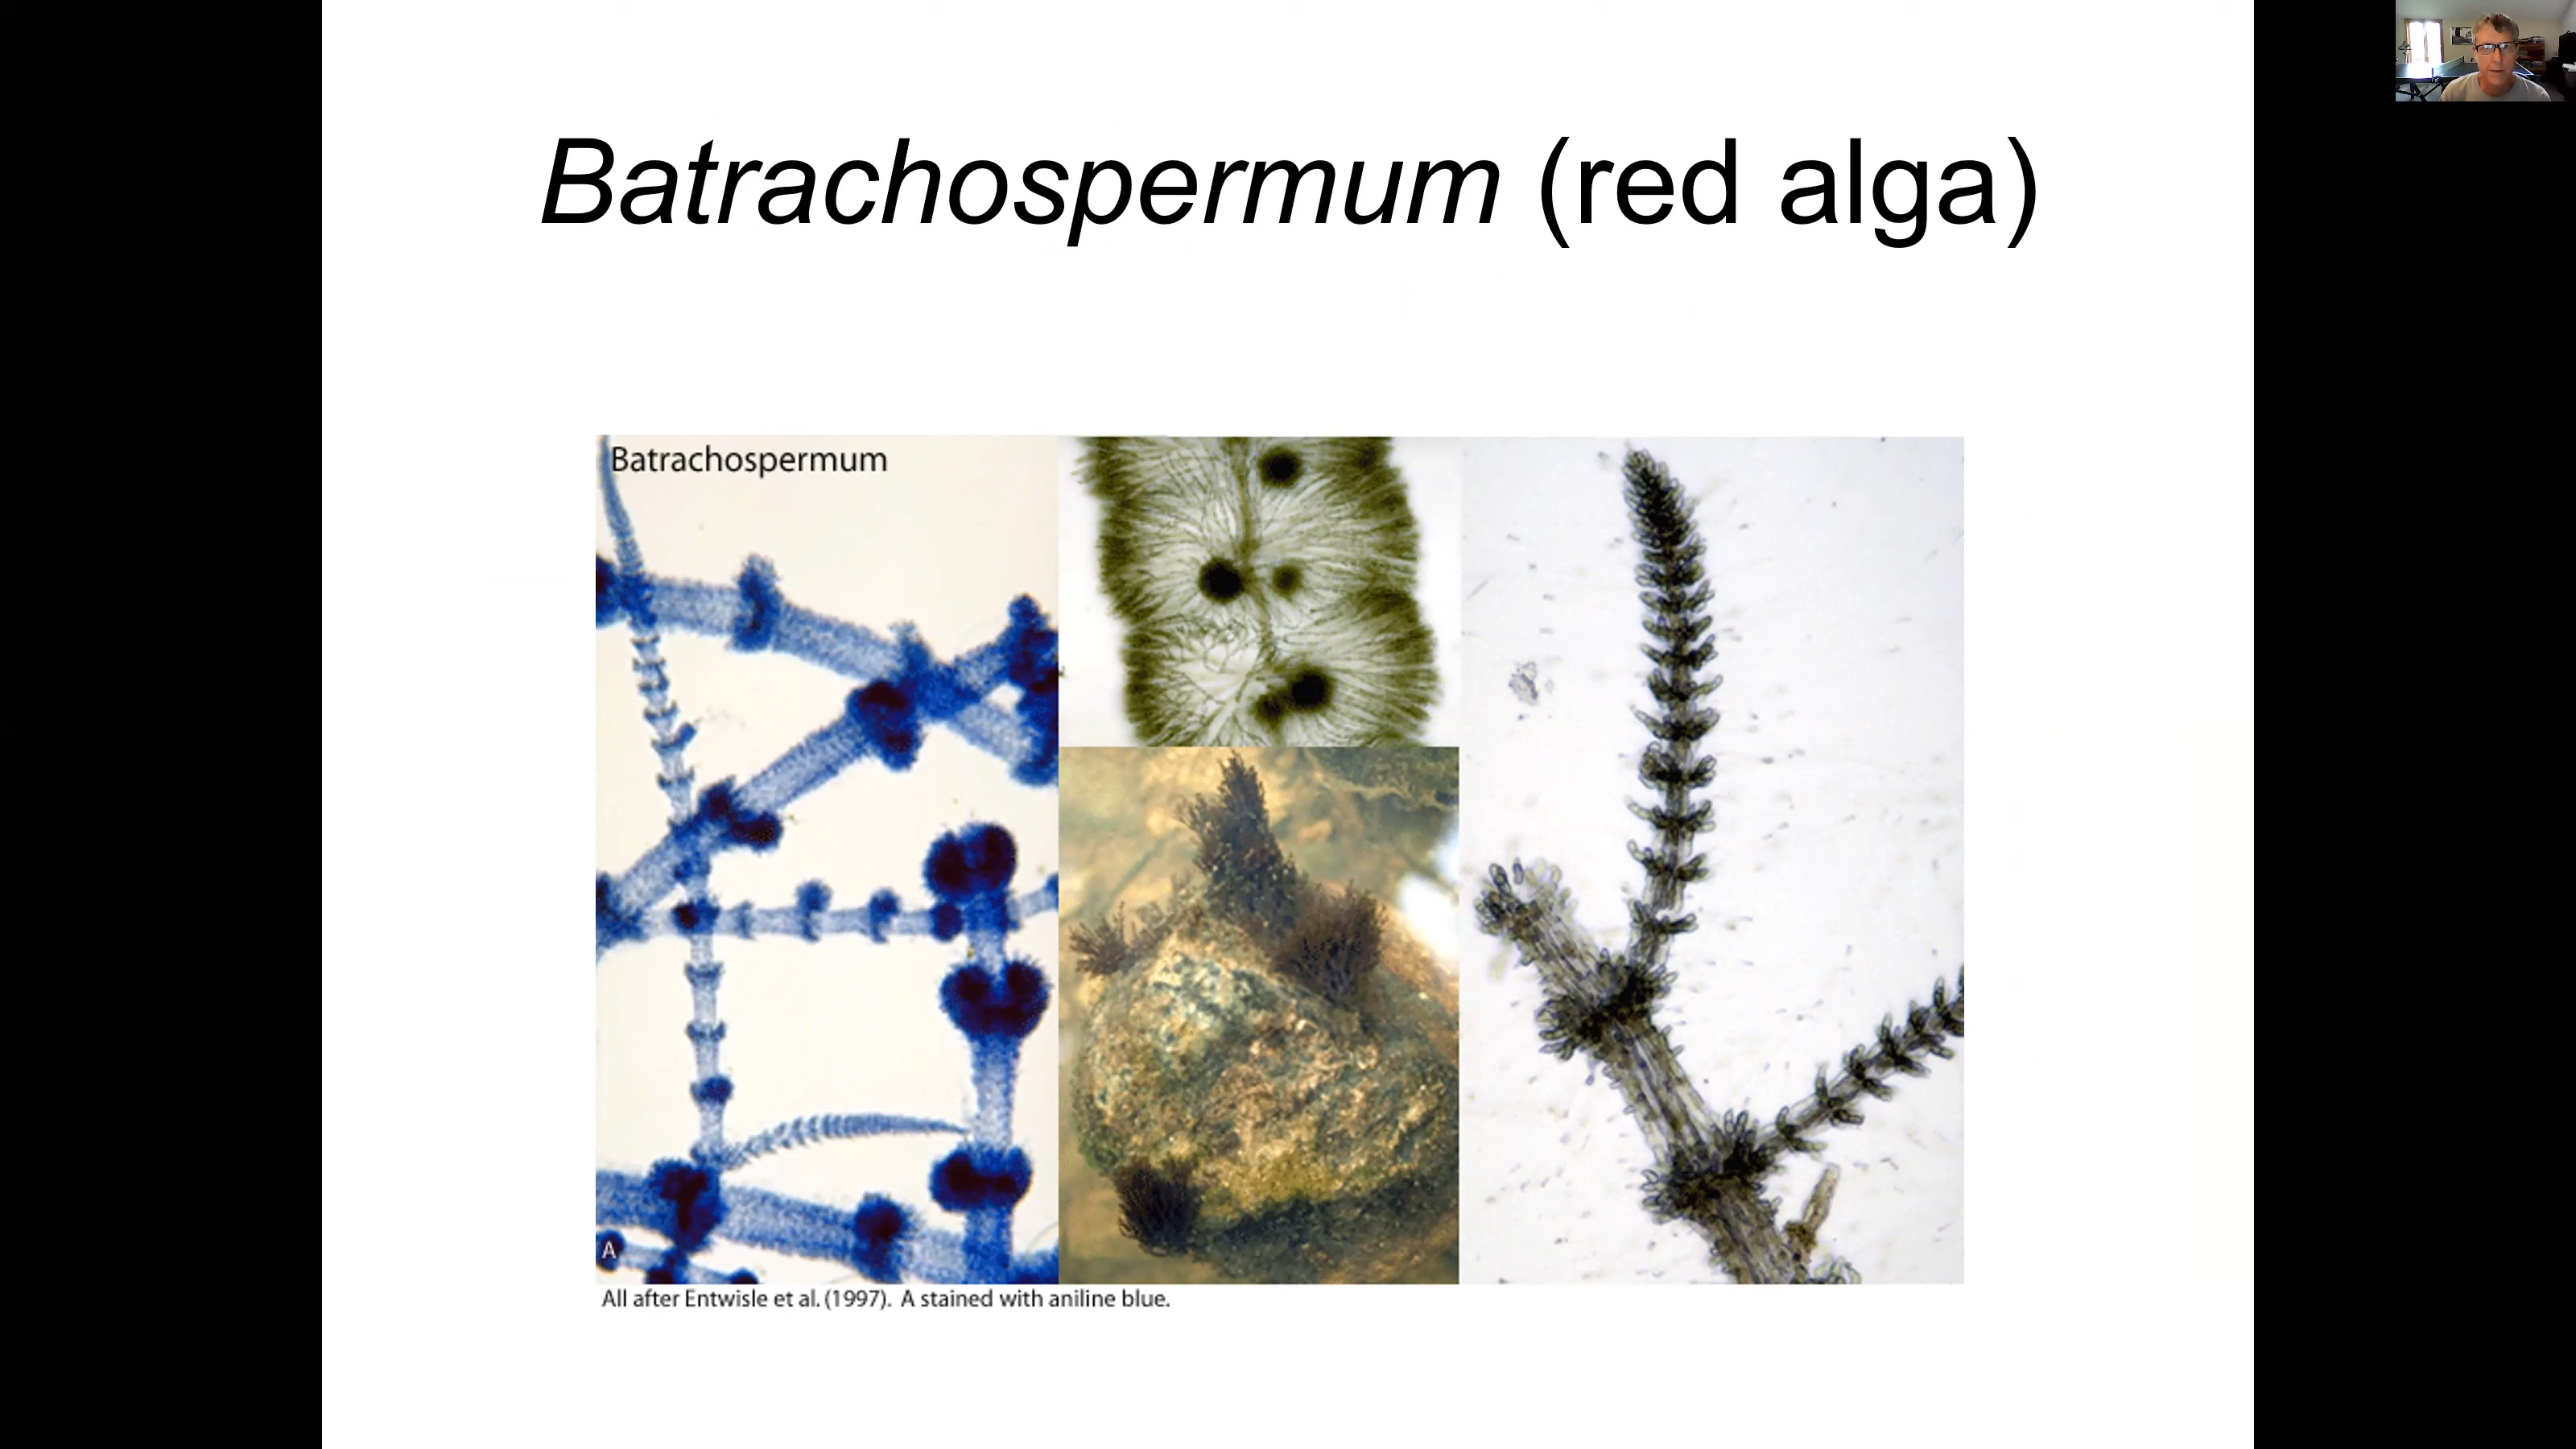 Batrachospermum (red alga)
Batrachospermum
A
All after Entwisle et al. (1997). A stained with aniline blue.